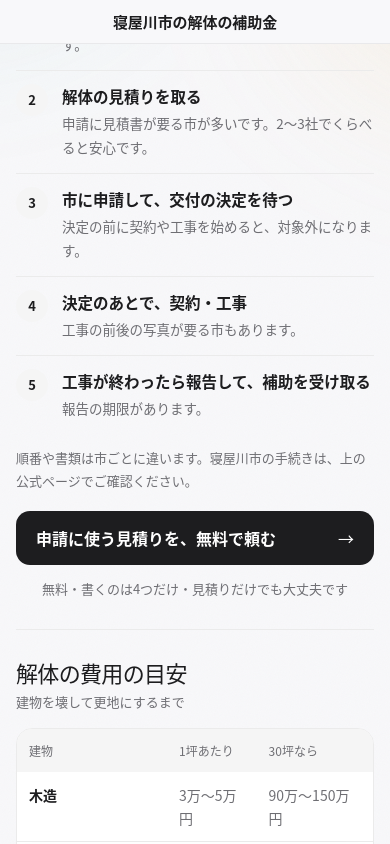 寝屋川市の解体の補助金
す。
2
解体の見積りを取る
申請に見積書が要る市が多いです。2〜3社でくらべ
ると安心です。
3
市に申請して、交付の決定を待つ
決定の前に契約や工事を始めると、対象外になりま
す。
4
決定のあとで、契約・工事
工事の前後の写真が要る市もあります。
5
工事が終わったら報告して、補助を受け取る
報告の期限があります。
順番や書類は市ごとに違います。寝屋川市の手続きは、上の
公式ページでご確認ください。
申請に使う見積りを、無料で頼む →
無料・書くのは4つだけ・見積りだけでも大丈夫です
解体の費用の目安
建物を壊して更地にするまで
建物 1坪あたり 30坪なら
木造 3万〜5万 90万〜150万
円 円